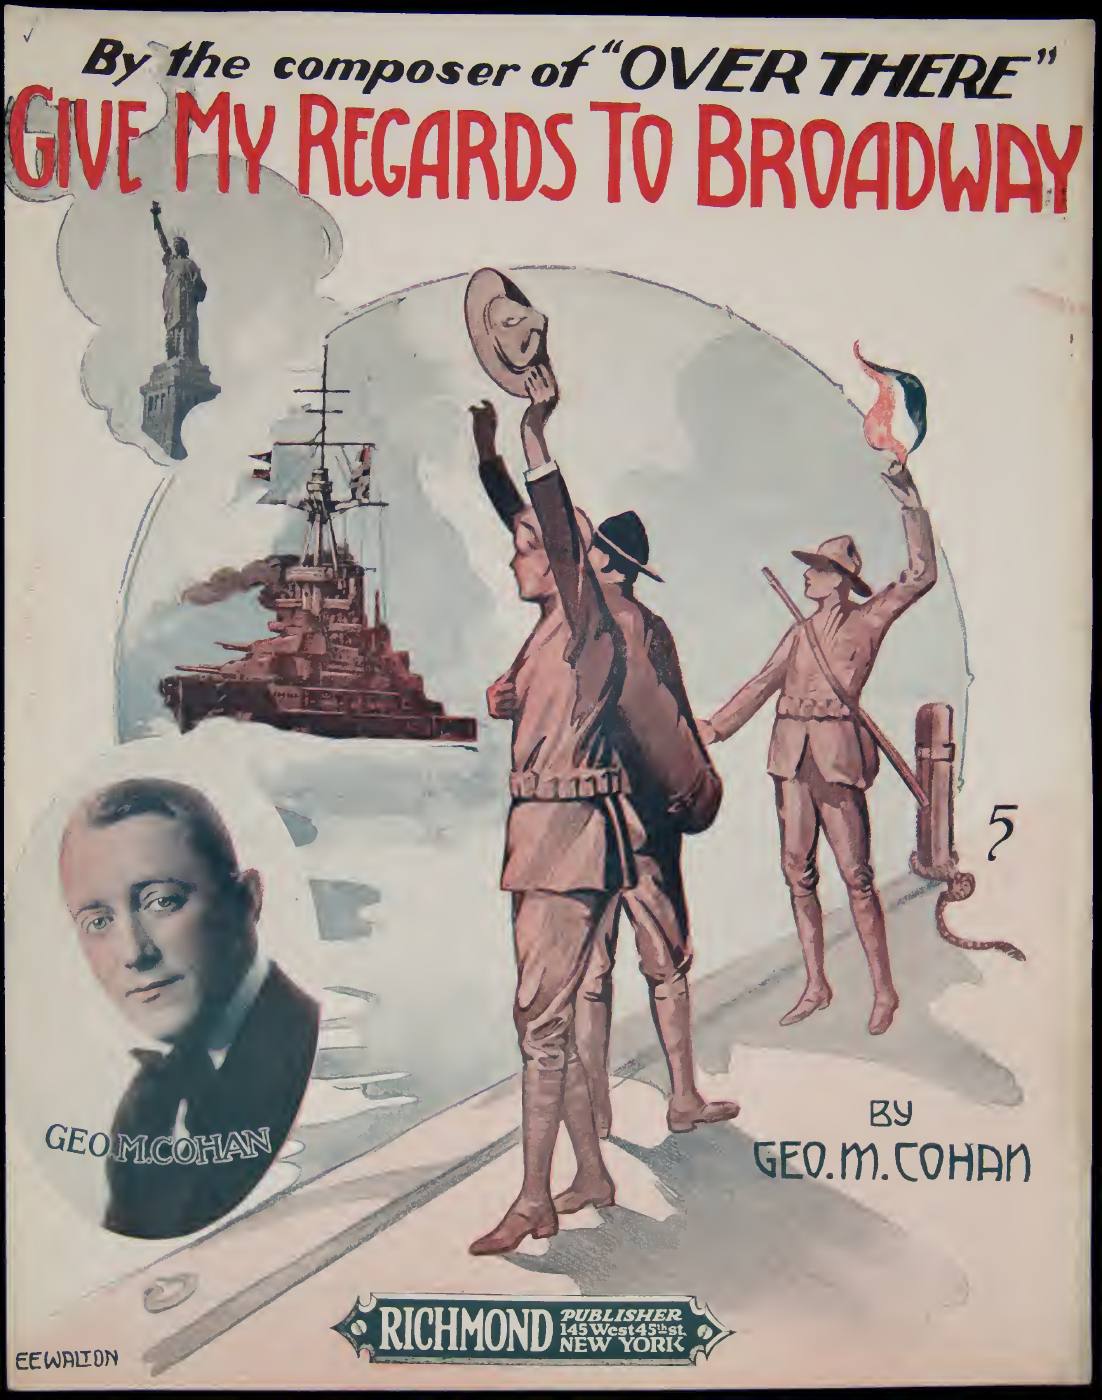 By the composer of "OVER THERE"
GIVE MY REGARDS TO BROADWAY
5
GEO.M.COHAN
BY
GEO.M.COHAN
RICHMOND
PUBLISHER
145 West 45th st.
NEW YORK
EEWALTON